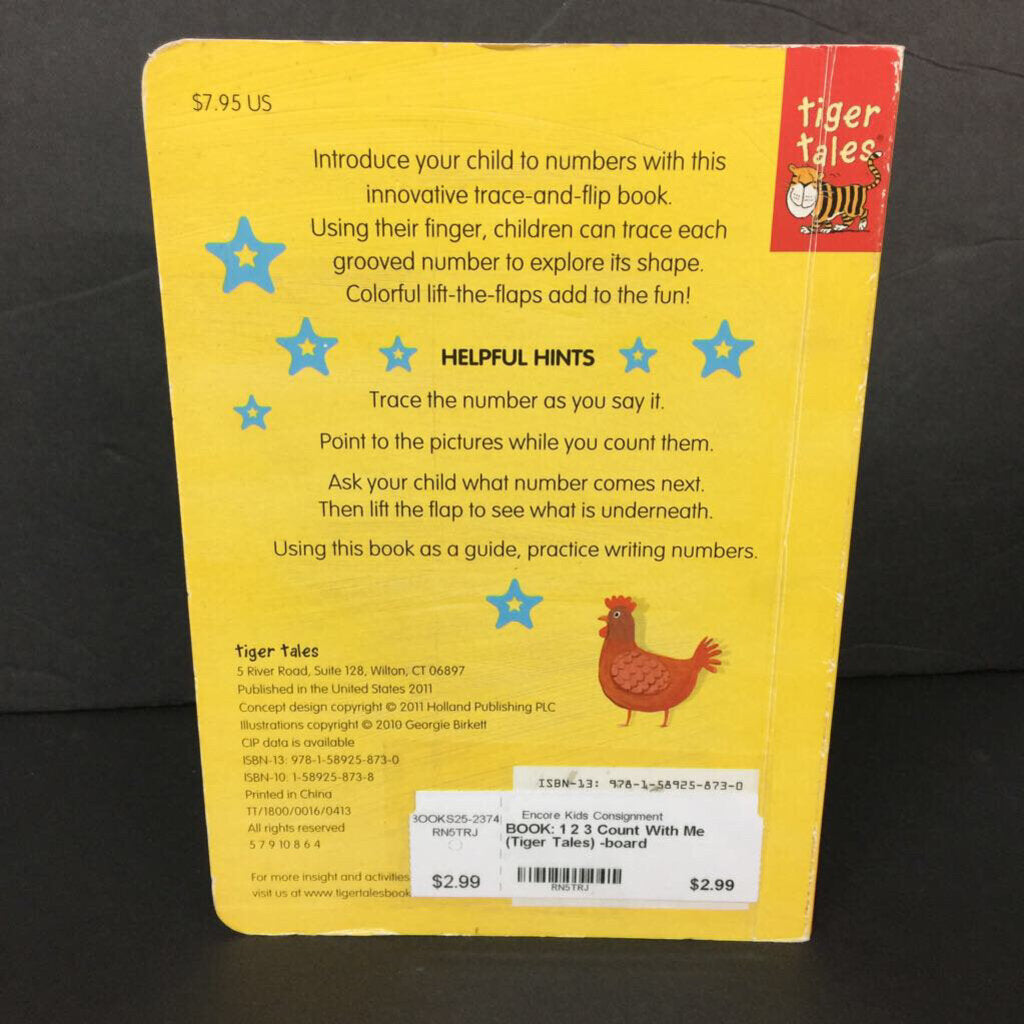 $7.95 US
tiger
tales
Introduce your child to numbers with this
innovative trace-and-flip book.
Using their finger, children can trace each
grooved number to explore its shape.
Colorful lift-the-flaps add to the fun!
HELPFUL HINTS
Trace the number as you say it.
Point to the pictures while you count them.
Ask your child what number comes next.
Then lift the flap to see what is underneath.
Using this book as a guide, practice writing numbers.
tiger tales
5 River Road, Suite 128, Wilton, CT 06897
Published in the United States 2011
Concept design copyright © 2011 Holland Publishing PLC
Illustrations copyright © 2010 Georgie Birkett
CIP data is available
ISBN-13: 978-1-58925-873-0
ISBN-10: 1-58925-873-8
Printed in China
TT/1800/0016/0413
All rights reserved
5 7 9 10 8 6 4
For more insight and activities
visit us at www.tigertalesbook
ISBN-13: 978-1-58925-873-0
BOOKS25-2374
RN5TRJ
$2.99
Encore Kids Consignment
BOOK: 1 2 3 Count With Me
(Tiger Tales) -board
RN5TRJ
$2.99